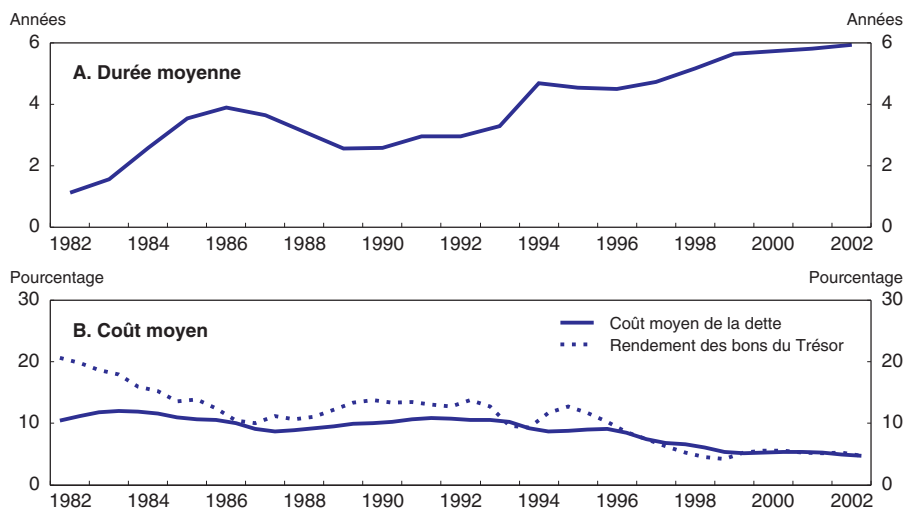 Années Années
6 6
A. Durée moyenne
4 4
2 2
0 0
1982 1984 1986 1988 1990 1992 1994 1996 1998 2000 2002
Pourcentage Pourcentage
30 30
B. Coût moyen
Coût moyen de la dette
Rendement des bons du Trésor
20 20
10 10
0 0
1982 1984 1986 1988 1990 1992 1994 1996 1998 2000 2002